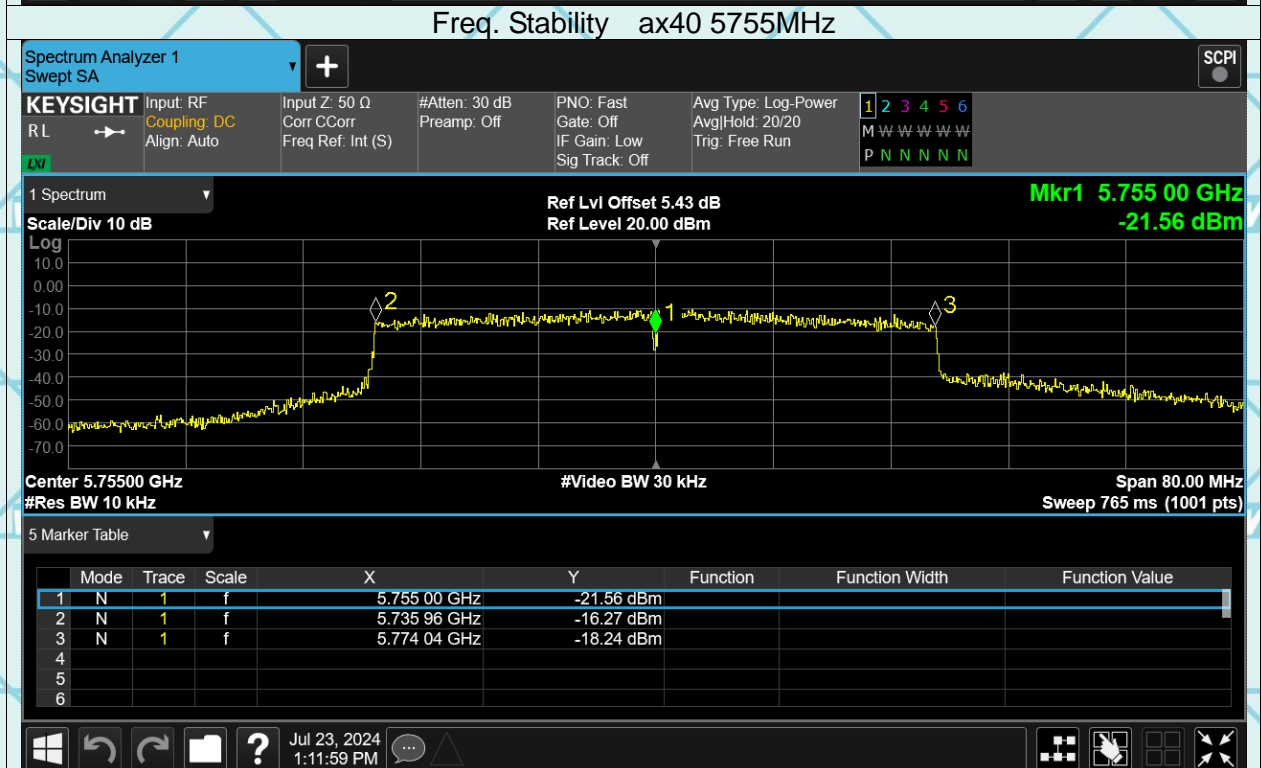 Freq. Stability ax40 5755MHz
Spectrum Analyzer 1
Swept SA
+
SCPI
KEYSIGHT
R L
LXI
Input: RF
Coupling: DC
Align: Auto
Input Z: 50 Ω
Corr CCorr
Freq Ref: Int (S)
#Atten: 30 dB
Preamp: Off
PNO: Fast
Gate: Off
IF Gain: Low
Sig Track: Off
Avg Type: Log-Power
Avg|Hold: 20/20
Trig: Free Run
1 2 3 4 5 6
M W W W W W
P N N N N N
1 Spectrum
Scale/Div 10 dB
Ref Lvl Offset 5.43 dB
Ref Level 20.00 dBm
Mkr1 5.755 00 GHz
-21.56 dBm
Log
10.0
0.00
-10.0
-20.0
-30.0
-40.0
-50.0
-60.0
-70.0
2
1
3
Center 5.75500 GHz
#Res BW 10 kHz
#Video BW 30 kHz
Span 80.00 MHz
Sweep 765 ms (1001 pts)
5 Marker Table
Mode Trace Scale X Y Function Function Width Function Value
1 N 1 f 5.755 00 GHz -21.56 dBm
2 N 1 f 5.735 96 GHz -16.27 dBm
3 N 1 f 5.774 04 GHz -18.24 dBm
4
5
6
?
Jul 23, 2024
1:11:59 PM